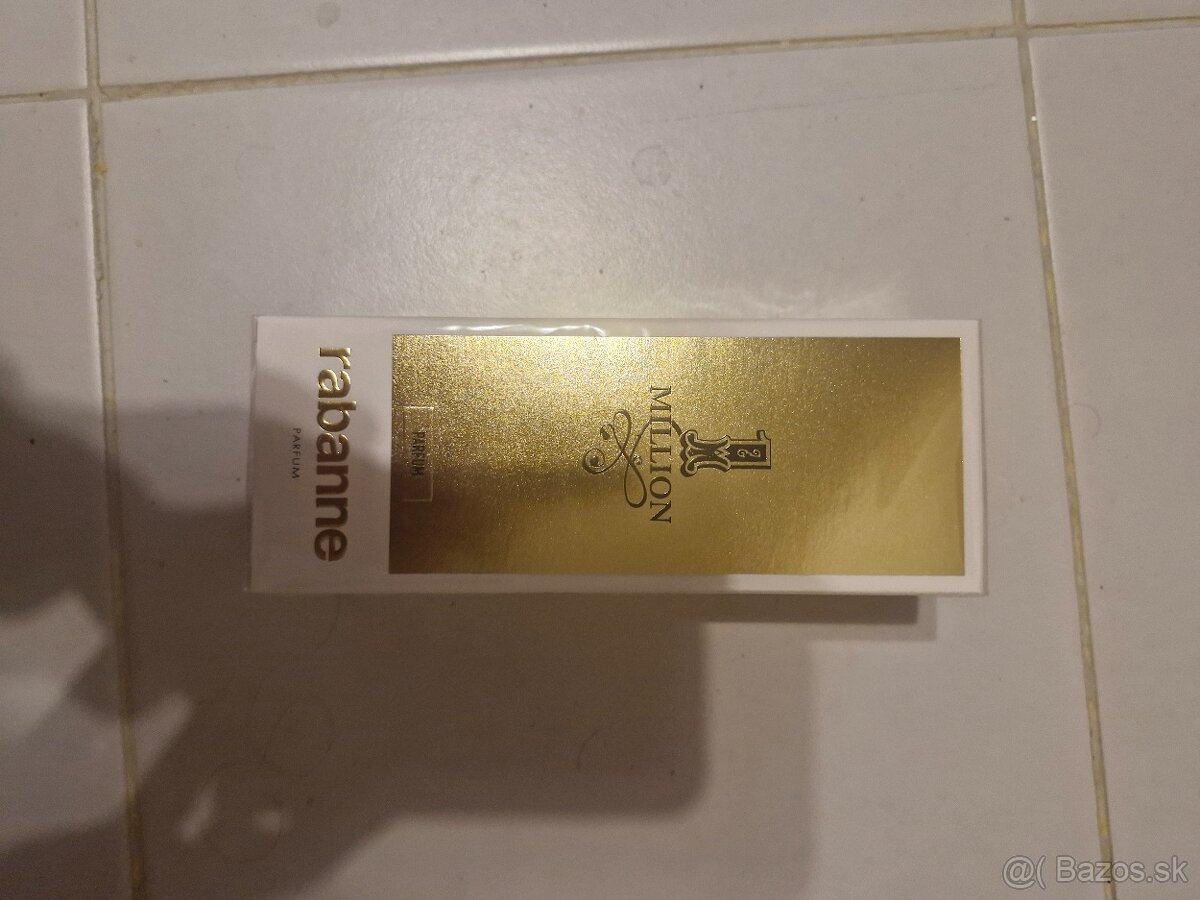 1
MILLION
PARFUM
rabanne
PARFUM
@( Bazos.sk